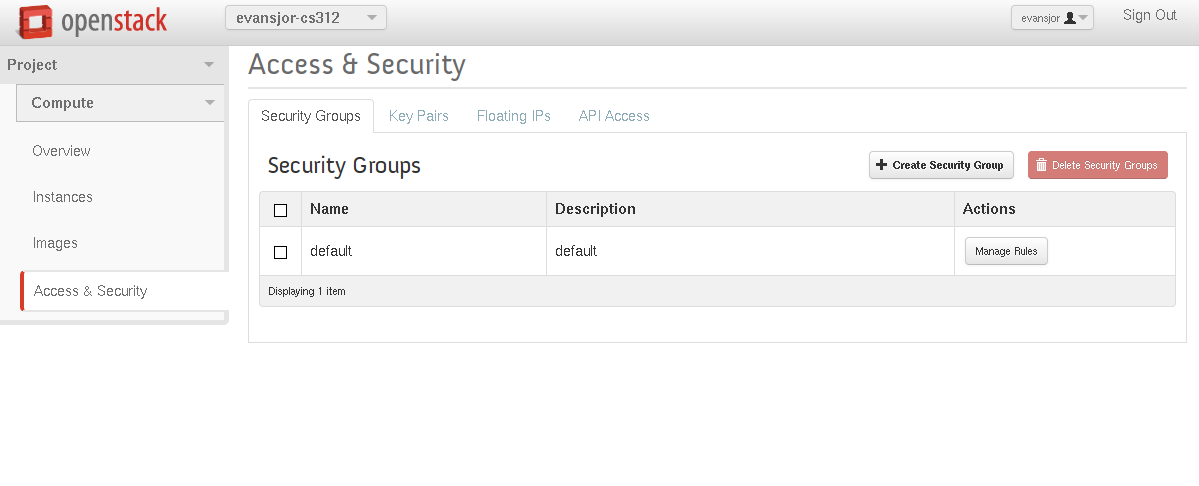 openstack
evansjor-cs312
evansjor
Sign Out
Project
Compute
Overview
Instances
Images
Access & Security
Access & Security
Security Groups Key Pairs Floating IPs API Access
Security Groups
Create Security Group
Delete Security Groups
Name Description Actions
default default Manage Rules
Displaying 1 item